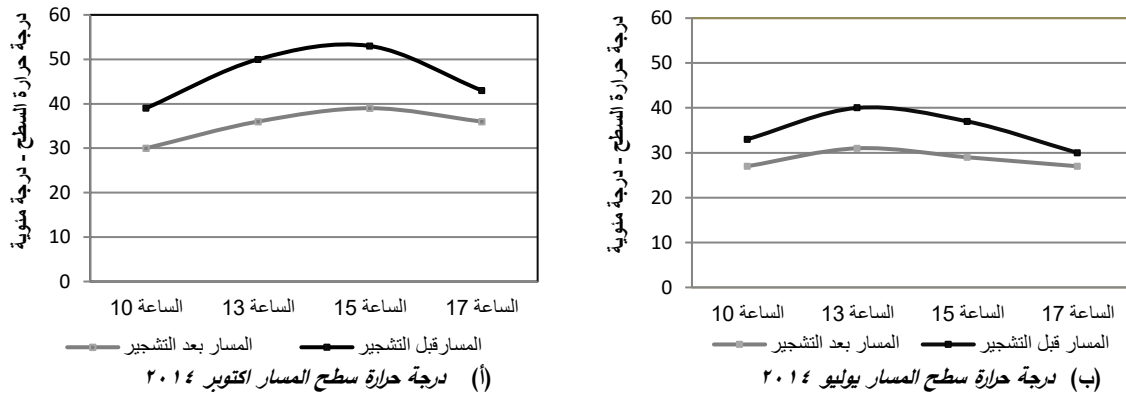 درجة حرارة السطح - درجة مئوية
60
50
40
30
20
10
0
الساعة 10 الساعة 13 الساعة 15 الساعة 17
المسار بعد التشجير المسارقبل التشجير
(أ) درجة حرارة سطح المسار اكتوبر ٢٠١٤
درجة حرارة السطح - درجة مئوية
60
50
40
30
20
10
0
الساعة 10 الساعة 13 الساعة 15 الساعة 17
المسار بعد التشجير المسار قبل التشجير
(ب) درجة حرارة سطح المسار يوليو ٢٠١٤